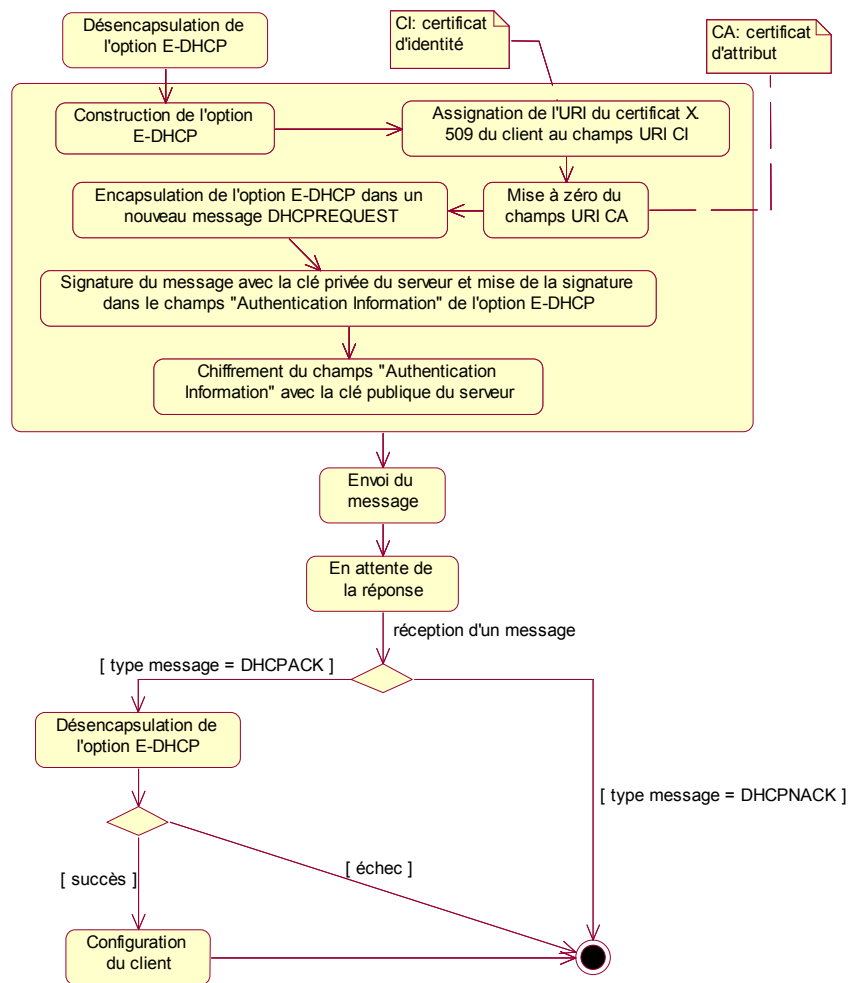 Désencapsulation de
l'option E-DHCP
CI: certificat
d'identité
CA: certificat
d'attribut
Construction de l'option
E-DHCP
Assignation de l'URI du certificat X.
509 du client au champs URI CI
Encapsulation de l'option E-DHCP dans un
nouveau message DHCPREQUEST
Mise à zéro du
champs URI CA
Signature du message avec la clé privée du serveur et mise de la signature
dans le champs "Authentication Information" de l'option E-DHCP
Chiffrement du champs "Authentication
Information" avec la clé publique du serveur
Envoi du
message
En attente de
la réponse
réception d'un message
[ type message = DHCPACK ]
Désencapsulation de
l'option E-DHCP
[ type message = DHCPNACK ]
[ échec ]
[ succès ]
Configuration
du client